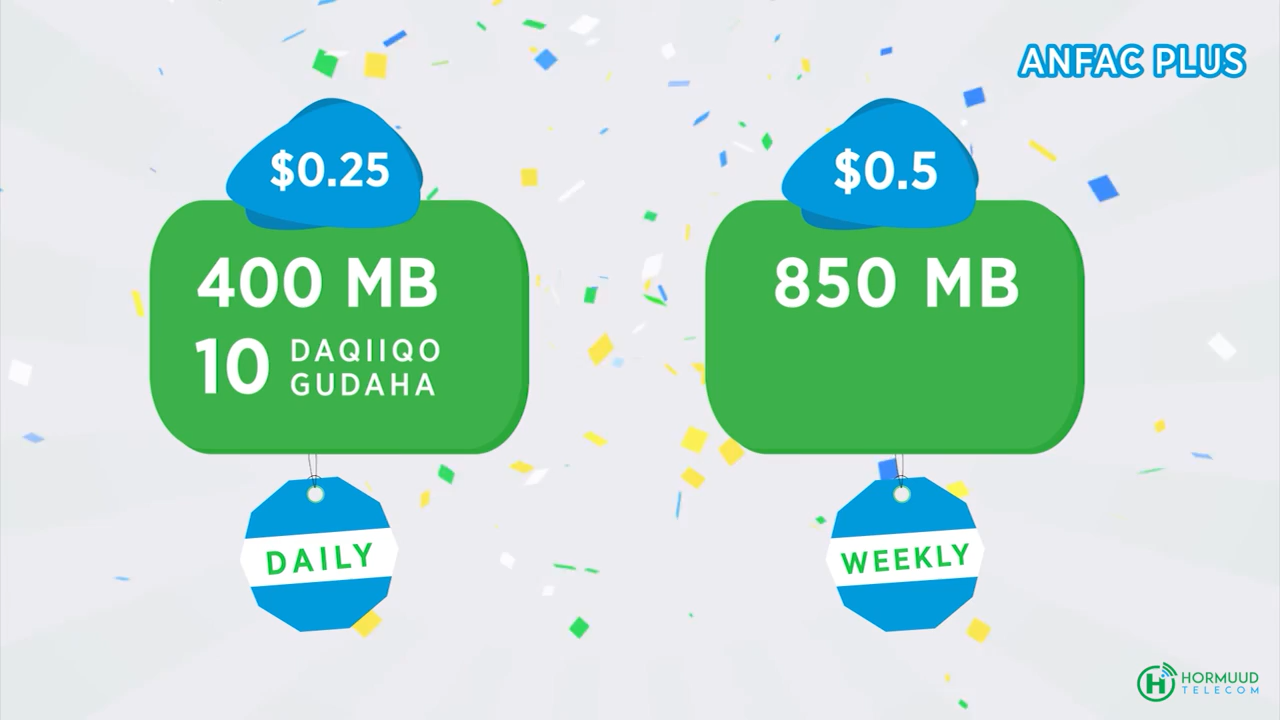 ANFAC PLUS
$0.25
400 MB
10 DAQIIQO
GUDAHA
DAILY
$0.5
850 MB
WEEKLY
HORMUUD
TELECOM